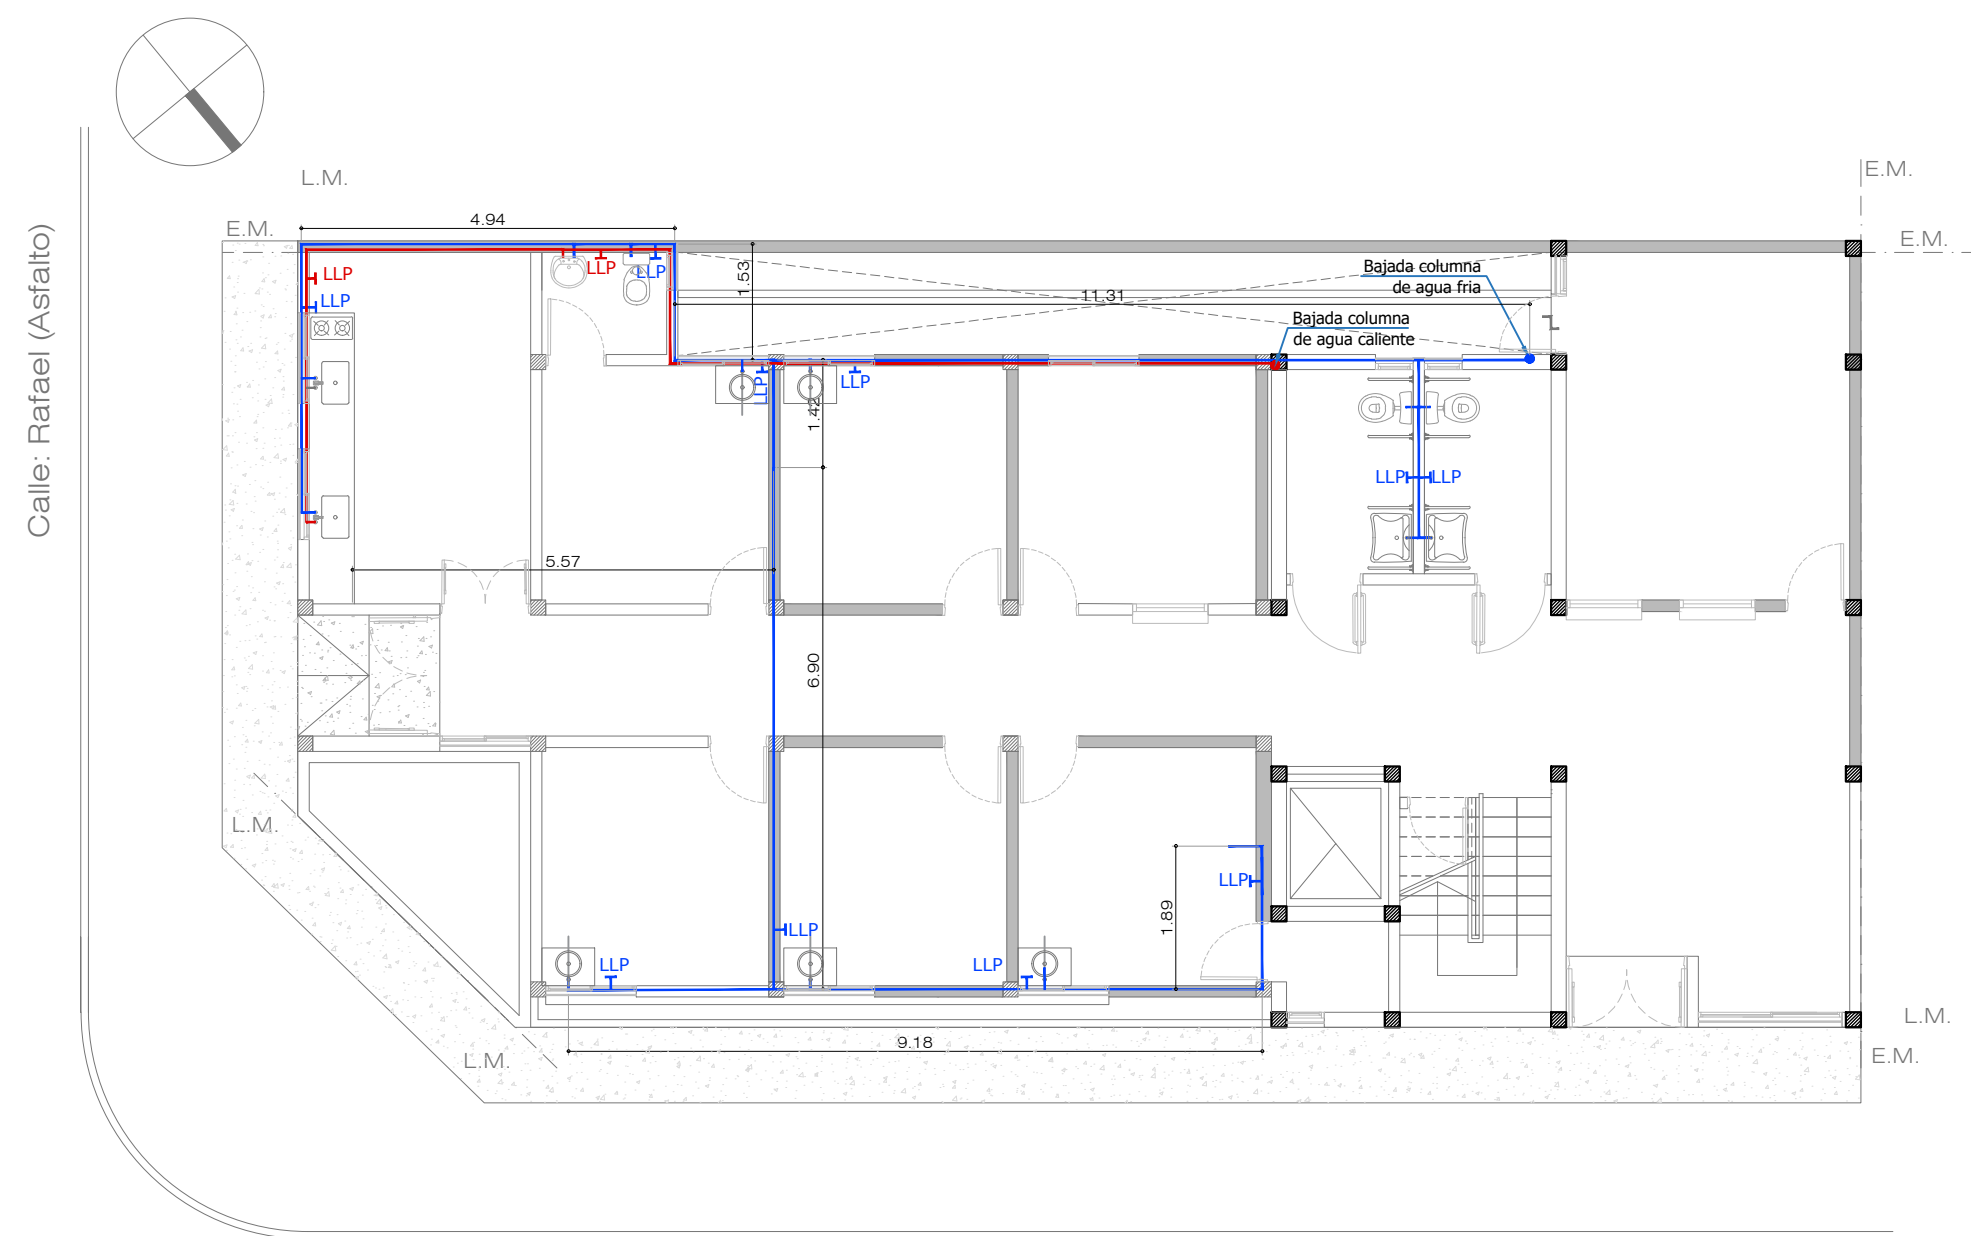 L.M.
E.M.
E.M.
E.M.
Calle: Rafael (Asfalto)
4.94
1.53
11.31
Bajada columna
de agua fria
Bajada columna
de agua caliente
LLP
LLP
LLP
LLP
LLP
LLP
1.42
LLP
LLP
5.57
6.90
L.M.
LLP
1.89
LLP
LLP
LLP
9.18
L.M.
L.M.
E.M.